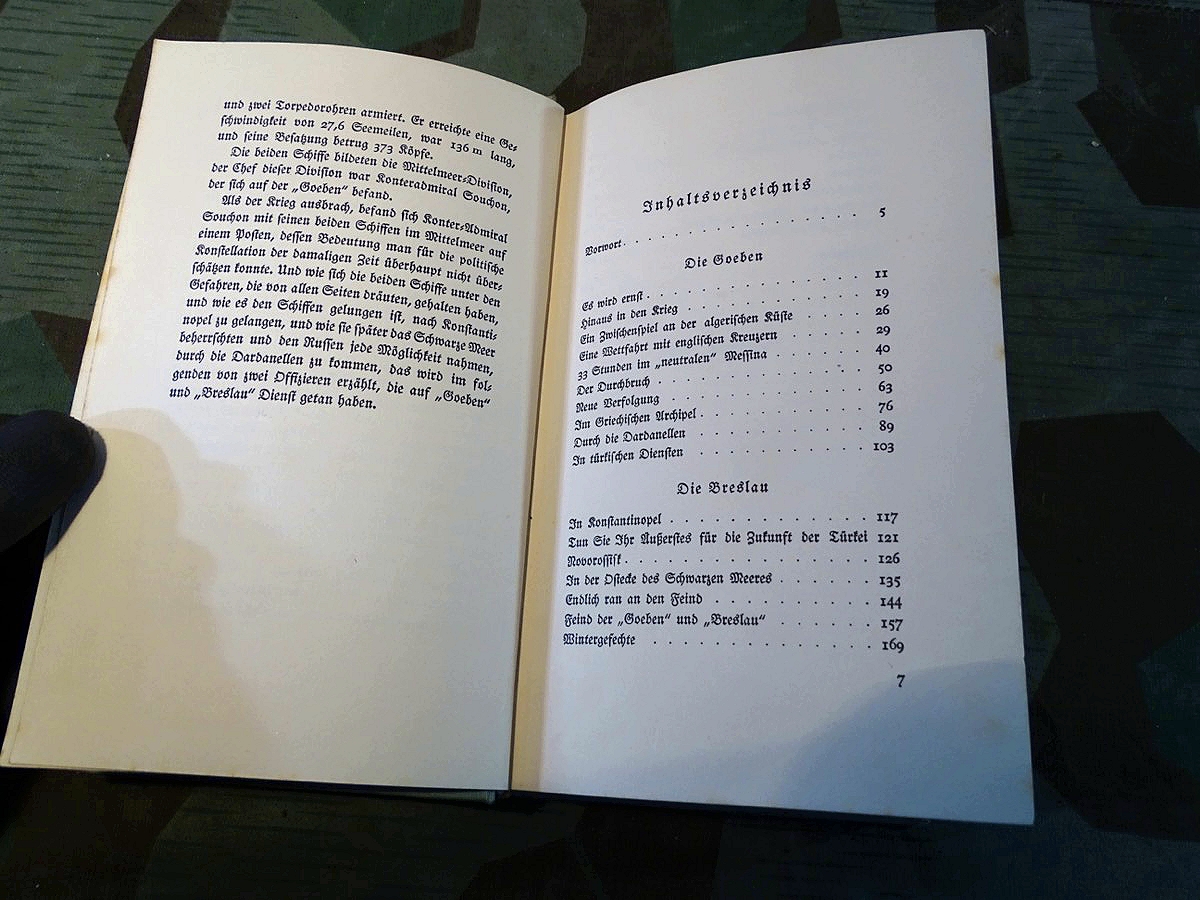 und zwei Torpedorohren armiert. Er erreichte eine Ge-
schwindigkeit von 27,6 Seemeilen, war 136 m lang,
und seine Besatzung betrug 373 Köpfe.
Die beiden Schiffe bildeten die Mittelmeer-Division,
der Chef dieser Division war Konteradmiral Souchon,
der sich auf der „Goeben“ befand.
Als der Krieg ausbrach, befand sich Konter-Admiral
Souchon mit seinen beiden Schiffen im Mittelmeer auf
einem Posten, dessen Bedeutung man für die politische
Konstellation der damaligen Zeit überhaupt nicht über-
schätzen konnte. Und wie sich die beiden Schiffe unter den
Gefahren, die von allen Seiten dräuten, gehalten haben,
und wie es den Schiffen gelungen ist, nach Konstanti-
nopel zu gelangen, und wie sie später das Schwarze Meer
beherrschten und den Russen jede Möglichkeit nahmen,
durch die Dardanellen zu kommen, das wird im fol-
genden von zwei Offizieren erzählt, die auf „Goeben“
und „Breslau“ Dienst getan haben.
Inhaltsverzeichnis
Vorwort . . . . . . . . . . . . . . . 5
Die Goeben
Es wird ernst . . . . . . . . . . . . . 11
Hinaus in den Krieg . . . . . . . . . . 19
Ein Zwischenspiel an der algerischen Küste . . . . 26
Eine Wettfahrt mit englischen Kreuzern . . . . . 29
33 Stunden im „neutralen“ Messina . . . . . . 40
Der Durchbruch . . . . . . . . . . . . 50
Neue Verfolgung . . . . . . . . . . . . 63
Im Griechischen Archipel . . . . . . . . . . 76
Durch die Dardanellen . . . . . . . . . . 89
In türkischen Diensten . . . . . . . . . . 103
Die Breslau
In Konstantinopel . . . . . . . . . . . . 117
Tun Sie Ihr Äußerstes für die Zukunft der Türkei 121
Novorossisk . . . . . . . . . . . . . . 126
In der Ostecke des Schwarzen Meeres . . . . . . 135
Endlich ran an den Feind . . . . . . . . . . 144
Feind der „Goeben“ und „Breslau“ . . . . . . 157
Wintergefechte . . . . . . . . . . . . . 169
7